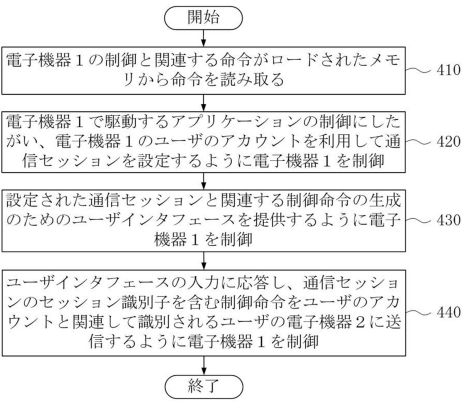 開始
電子機器1の制御と関連する命令がロードされたメモ
リから命令を読み取る
410
電子機器1で駆動するアプリケーションの制御にした
がい、電子機器1のユーザのアカウントを利用して通
信セッションを設定するように電子機器1を制御
420
設定された通信セッションと関連する制御命令の生成
のためのユーザインタフェースを提供するように電子
機器1を制御
430
ユーザインタフェースの入力に応答し、通信セッション
のセッション識別子を含む制御命令をユーザのアカ
ウントと関連して識別されるユーザの電子機器2に送
信するように電子機器1を制御
440
終了